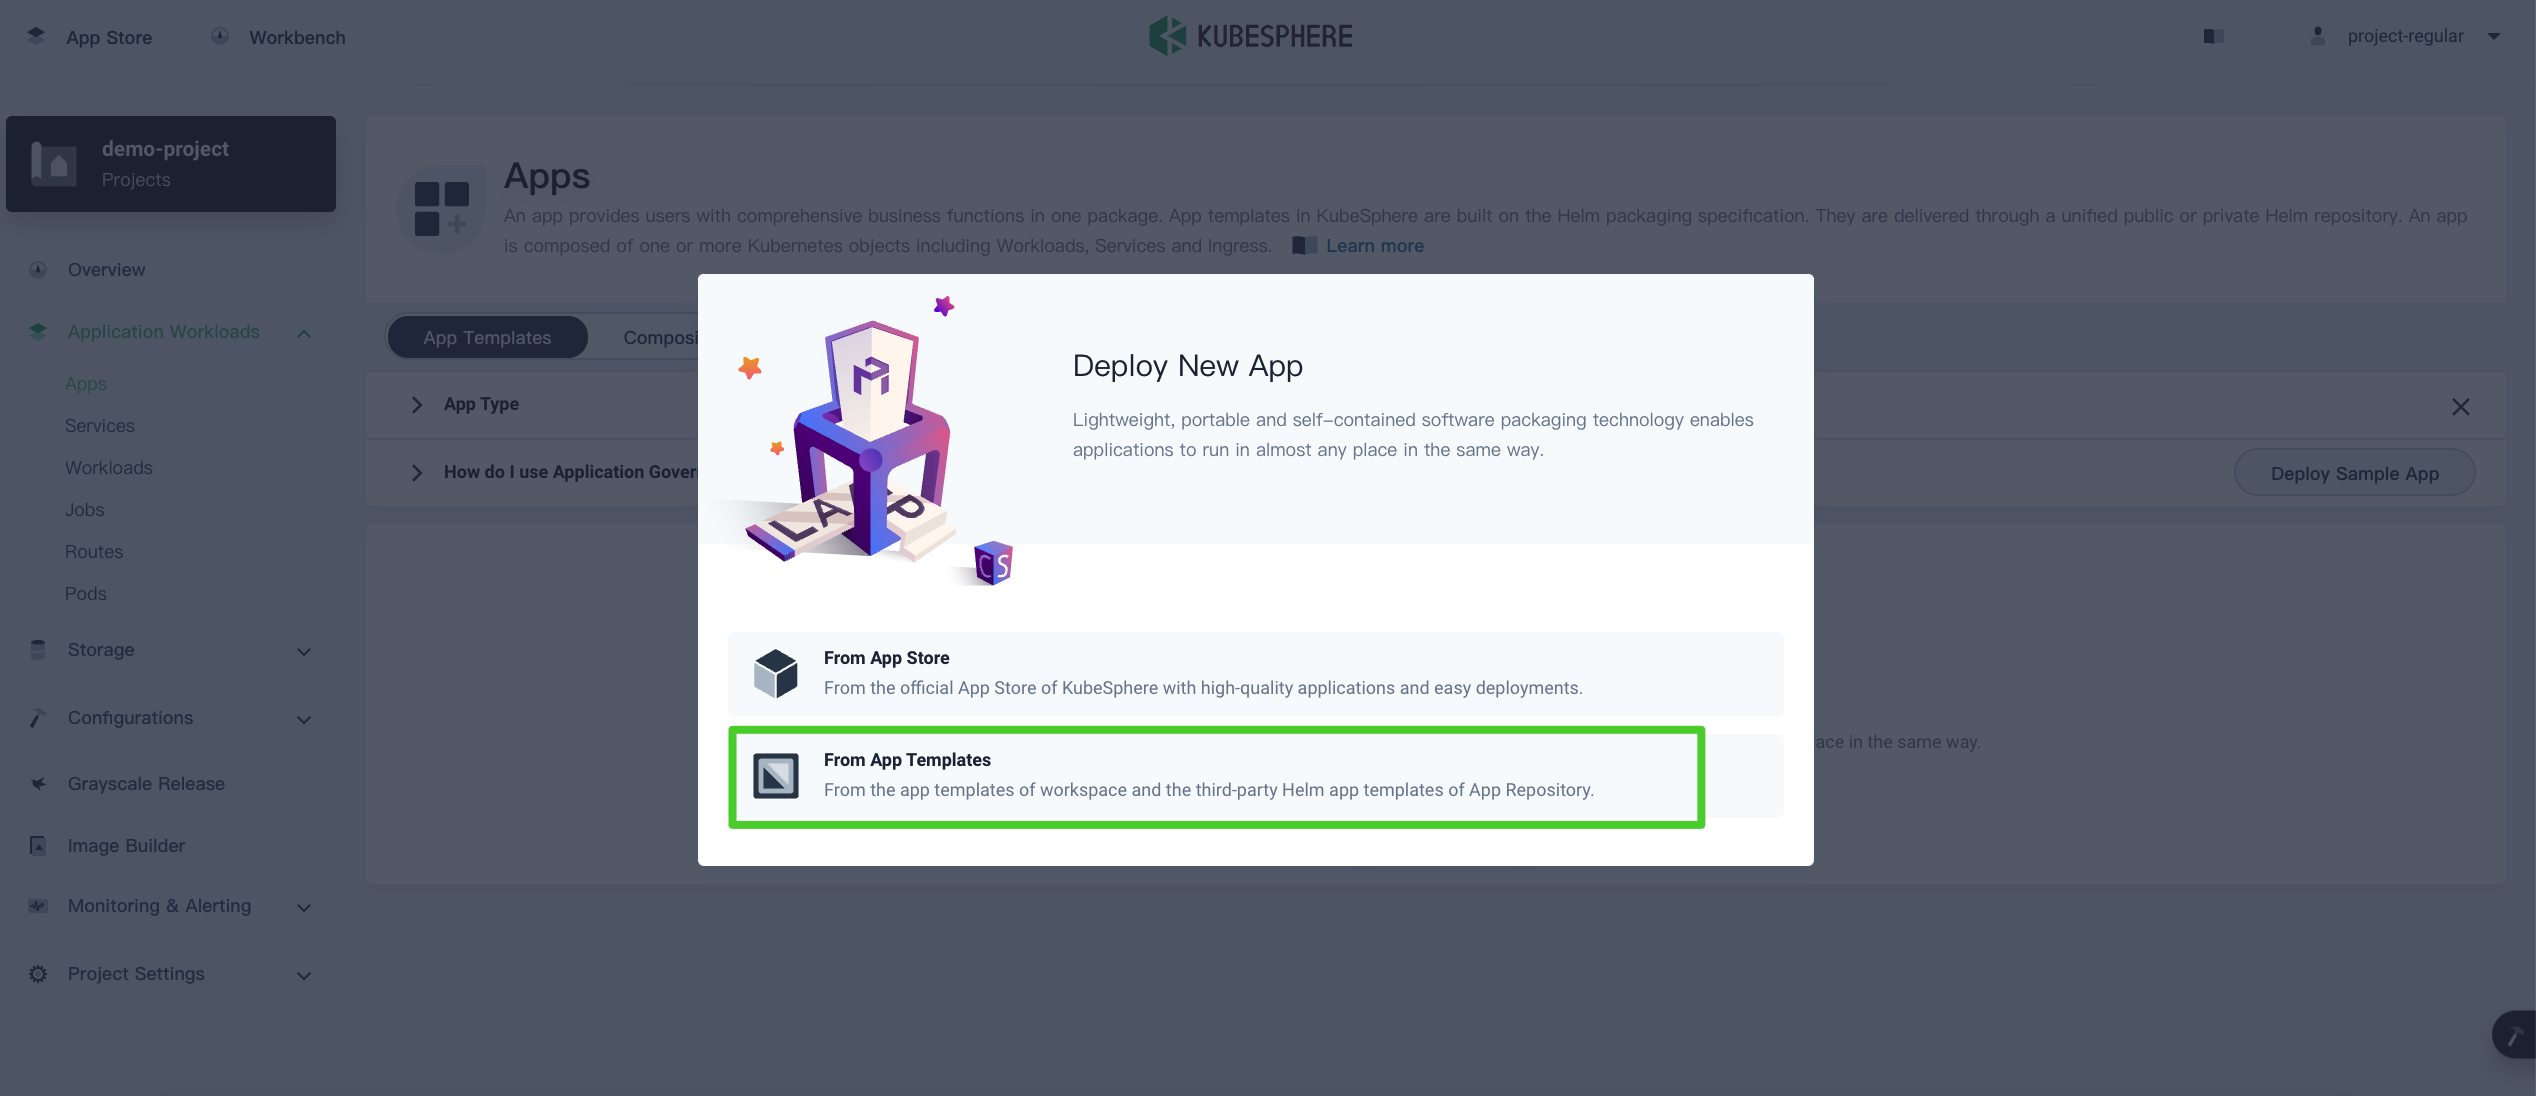 App Store
Workbench
KUBESPHERE
project-regular
demo-project
Projects
Overview
Application Workloads
Apps
Services
Workloads
Jobs
Routes
Pods
Storage
Configurations
Grayscale Release
Image Builder
Monitoring & Alerting
Project Settings
Apps
An app provides users with comprehensive business functions in one package. App templates in KubeSphere are built on the Helm packaging specification. They are delivered through a unified public or private Helm repository. An app
is composed of one or more Kubernetes objects including Workloads, Services and Ingress. Learn more
App Templates
Composi
App Type
How do I use Application Gover
Deploy Sample App
ace in the same way.
LAPP
CS
Deploy New App
Lightweight, portable and self-contained software packaging technology enables
applications to run in almost any place in the same way.
From App Store
From the official App Store of KubeSphere with high-quality applications and easy deployments.
From App Templates
From the app templates of workspace and the third-party Helm app templates of App Repository.